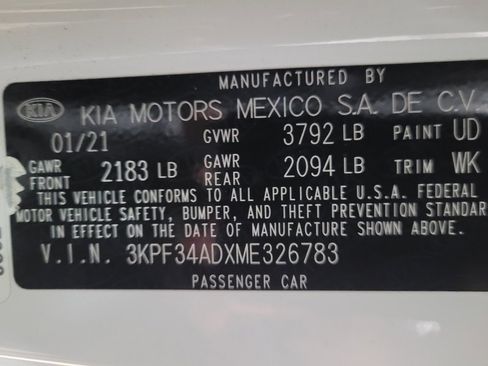 MANUFACTURED BY
KIA KIA MOTORS MEXICO S.A. DE C.V.
01/21 GVWR 3792 LB PAINT UD
GAWR FRONT 2183 LB GAWR REAR 2094 LB TRIM WK
THIS VEHICLE CONFORMS TO ALL APPLICABLE U.S.A. FEDERAL
MOTOR VEHICLE SAFETY, BUMPER, AND THEFT PREVENTION STANDAR
IN EFFECT ON THE DATE OF MANUFACTURE SHOWN ABOVE.
V.I.N. 3KPF34ADXME326783
PASSENGER CAR